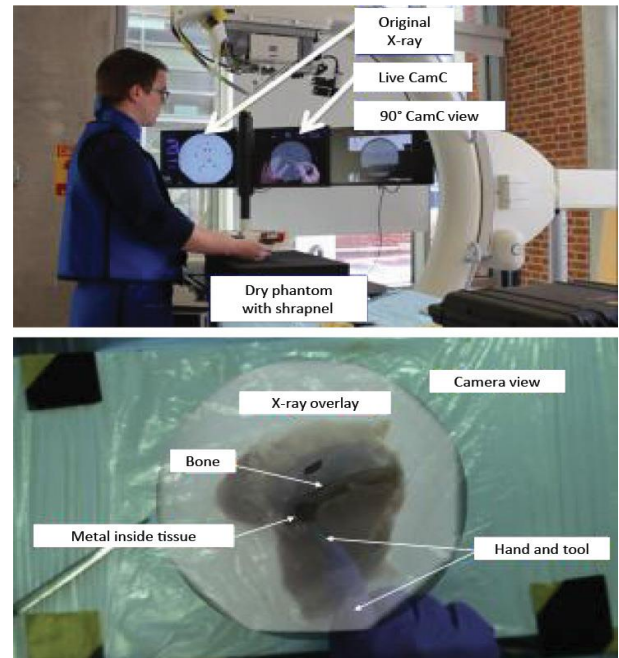 Original
X-ray
Live CamC
90° CamC view
Dry phantom
with shrapnel
Camera view
X-ray overlay
Bone
Metal inside tissue
Hand and tool